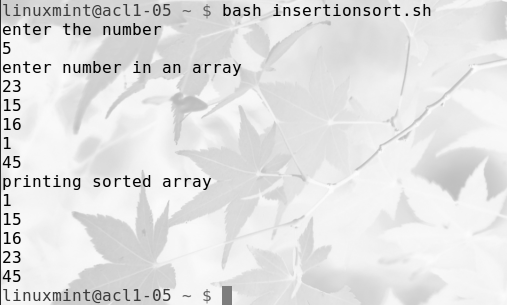 linuxmint@acl1-05 ~ $ bash insertionsort.sh
enter the number
5
enter number in an array
23
15
16
1
45
printing sorted array
1
15
16
23
45
linuxmint@acl1-05 ~ $